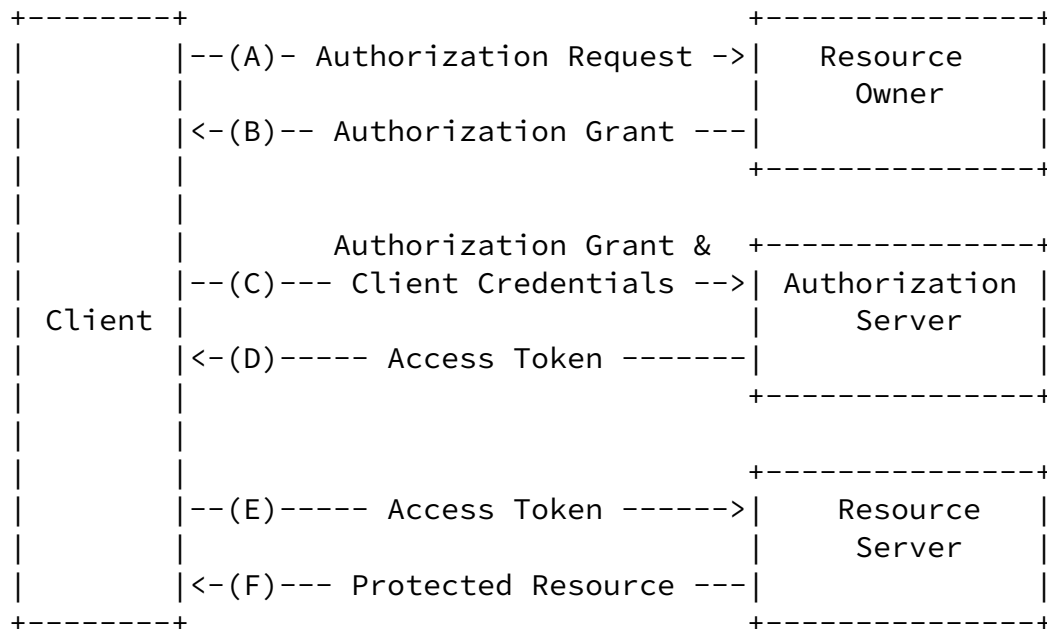 +--------+                               +---------------+
|        |--(A)- Authorization Request ->|   Resource    |
|        |                               |     Owner     |
|        |<-(B)-- Authorization Grant ---|               |
|        |                               +---------------+
|        |
|        |        Authorization Grant &  +---------------+
|        |--(C)--- Client Credentials -->| Authorization |
| Client |                               |     Server    |
|        |<-(D)----- Access Token -------|               |
|        |                               +---------------+
|        |
|        |                               +---------------+
|        |--(E)----- Access Token ------>|    Resource   |
|        |                               |     Server    |
|        |<-(F)--- Protected Resource ---|               |
+--------+                               +---------------+